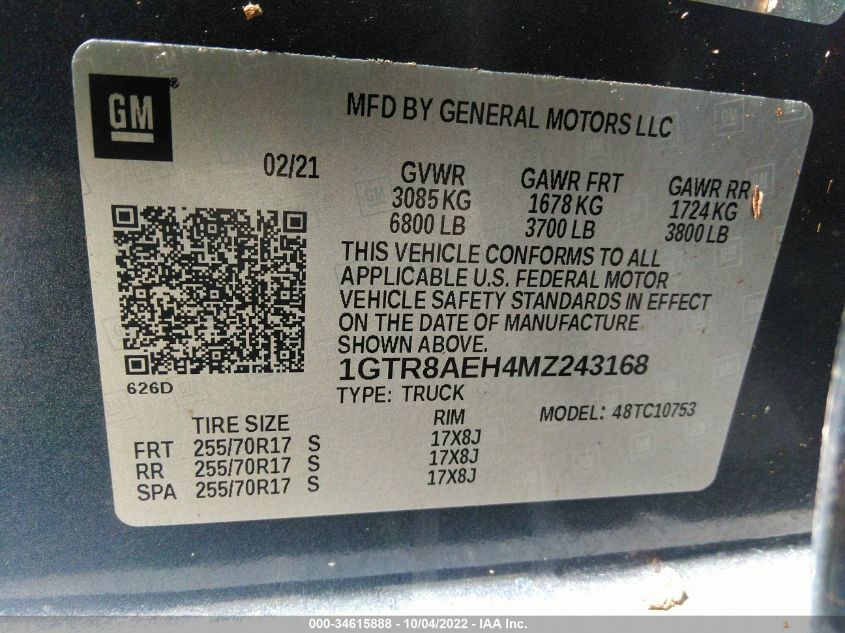 GM
MFD BY GENERAL MOTORS LLC
02/21
GVWR
3085 KG
6800 LB
GAWR FRT
1678 KG
3700 LB
GAWR RR
1724 KG
3800 LB
THIS VEHICLE CONFORMS TO ALL
APPLICABLE U.S. FEDERAL MOTOR
VEHICLE SAFETY STANDARDS IN EFFECT
ON THE DATE OF MANUFACTURE
SHOWN ABOVE.
1GTR8AEH4MZ243168
626D
TYPE: TRUCK
MODEL: 48TC10753
TIRE SIZE RIM
FRT 255/70R17 S 17X8J
RR 255/70R17 S 17X8J
SPA 255/70R17 S 17X8J
000-34615888 - 10/04/2022 - IAA Inc.